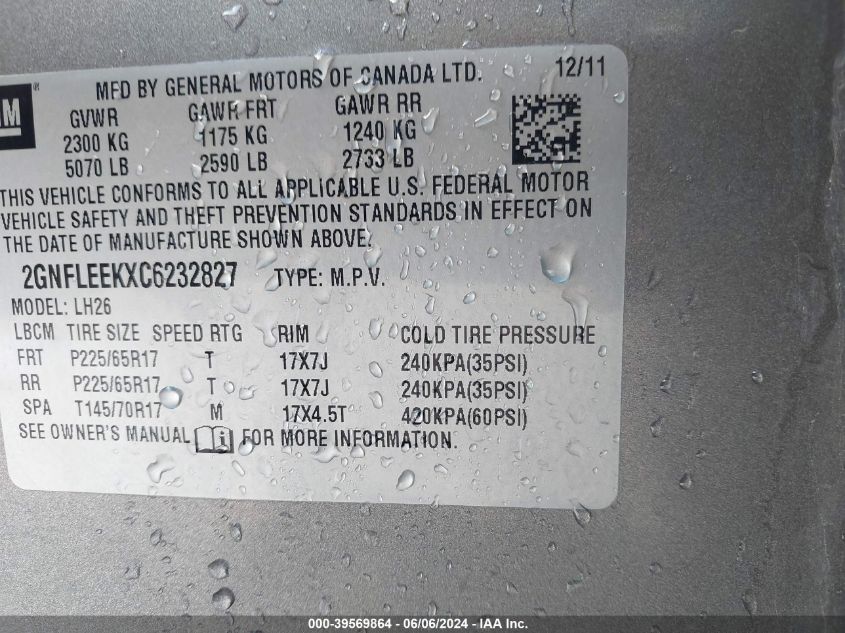 MFD BY GENERAL MOTORS OF CANADA LTD. 12/11
GVWR GAWR FRT GAWR RR
2300 KG 1175 KG 1240 KG
5070 LB 2590 LB 2733 LB
THIS VEHICLE CONFORMS TO ALL APPLICABLE U.S. FEDERAL MOTOR
VEHICLE SAFETY AND THEFT PREVENTION STANDARDS IN EFFECT ON
THE DATE OF MANUFACTURE SHOWN ABOVE.
2GNFLEEKXC6232827 TYPE: M.P.V.
MODEL: LH26
LBCM TIRE SIZE SPEED RTG RIM COLD TIRE PRESSURE
FRT P225/65R17 T 17X7J 240KPA(35PSI)
RR P225/65R17 T 17X7J 240KPA(35PSI)
SPA T145/70R17 M 17X4.5T 420KPA(60PSI)
SEE OWNER'S MANUAL i FOR MORE INFORMATION.
000-39569864 - 06/06/2024 - IAA Inc.